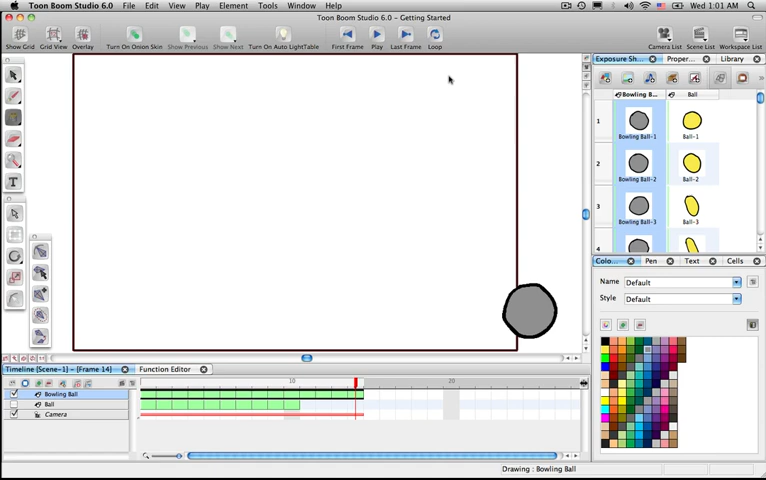 File Edit View Play Element Tools Window Help Wed 1:01 AM
Toon Boom Studio 6.0 - Getting Started
Show Grid Grid View Overlay Turn On Onion Skin Show Previous Show Next Turn On Auto LightTable First Frame Play Last Frame Loop Camera List Scene List Workspace List
Exposure Sh... Proper... Library
Bowling B... Ball
1
Bowling Ball-1 Ball-1
2
Bowling Ball-2 Ball-2
3
Bowling Ball-3 Ball-3
4
T
Colo... Pen Text Cells
Name Default
Style Default
Timeline [Scene-1] - [Frame 14] Function Editor
10 20
Bowling Ball
Ball
Camera
Drawing : Bowling Ball